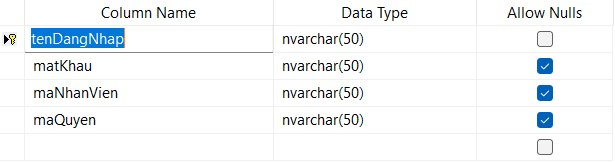 Column Name Data Type Allow Nulls
tenDangNhap nvarchar(50)
matKhau nvarchar(50)
maNhanVien nvarchar(50)
maQuyen nvarchar(50)